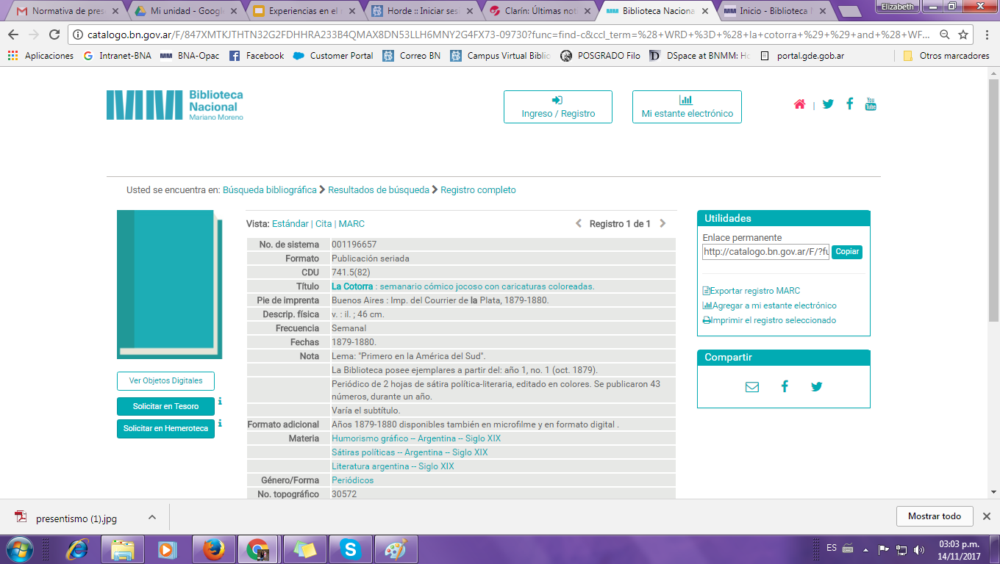 Normativa de pres
Mi unidad - Google
Experiencias en el i
Horde :: Iniciar ses
Clarín: Últimas not
Biblioteca Naciona
Inicio - Biblioteca N
Elizabeth
catalogo.bn.gov.ar/F/847XMTKJTHTN32G2FDHHRA233B4QMAX8DN53LLH6MNY2G4FX73-09730?func=find-c&ccl_term=%28+WRD+%3D+%28+la+cotorra+%29+%29+and+%28+WF...
Aplicaciones
Intranet-BNA
BNA-Opac
Facebook
Customer Portal
Correo BN
Campus Virtual Biblio
POSGRADO Filo
DSpace at BNMM: Ho
portal.gde.gob.ar
Otros marcadores
Biblioteca
Nacional
Mariano Moreno
Ingreso / Registro
Mi estante electrónico
You
Tube
Usted se encuentra en: Búsqueda bibliográfica Resultados de búsqueda Registro completo
Vista: Estándar | Cita | MARC
Registro 1 de 1
No. de sistema 001196657
Formato Publicación seriada
CDU 741.5(82)
Título La Cotorra : semanario cómico jocoso con caricaturas coloreadas.
Pie de imprenta Buenos Aires : Imp. del Courrier de la Plata, 1879-1880.
Descrip. física v. : il. ; 46 cm.
Frecuencia Semanal
Fechas 1879-1880.
Nota Lema: "Primero en la América del Sud".
La Biblioteca posee ejemplares a partir del: año 1, no. 1 (oct. 1879).
Periódico de 2 hojas de sátira política-literaria, editado en colores. Se publicaron 43
números, durante un año.
Varía el subtítulo.
Formato adicional Años 1879-1880 disponibles también en microfilme y en formato digital .
Materia Humorismo gráfico -- Argentina -- Siglo XIX
Sátiras políticas -- Argentina -- Siglo XIX
Literatura argentina -- Siglo XIX
Género/Forma Periódicos
No. topográfico 30572
Ver Objetos Digitales
Solicitar en Tesoro
Solicitar en Hemeroteca
Utilidades
Enlace permanente
http://catalogo.bn.gov.ar/F/?fu
Copiar
Exportar registro MARC
Agregar a mi estante electrónico
Imprimir el registro seleccionado
Compartir
presentismo (1).jpg
Mostrar todo
ES
03:03 p.m.
14/11/2017